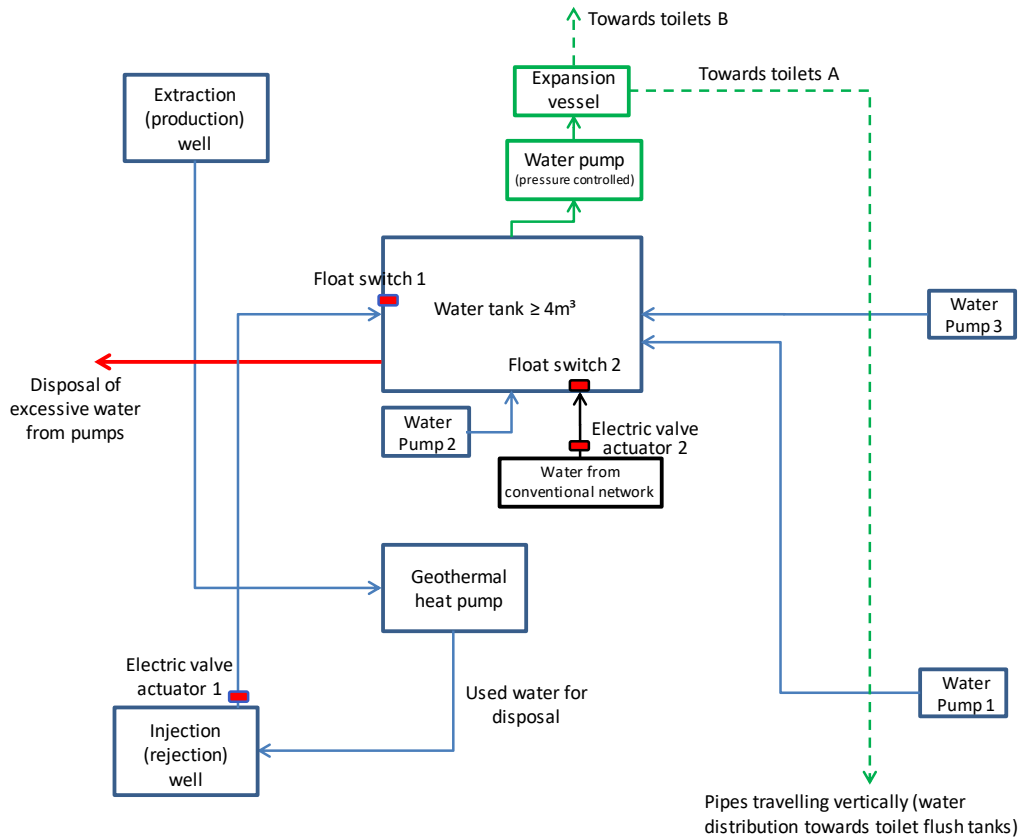 Towards toilets B
Expansion
vessel
Towards toilets A
Extraction
(production)
well
Water pump
(pressure controlled)
Float switch 1
Water tank ≥ 4m³
Water
Pump 3
Float switch 2
Disposal of
excessive water
from pumps
Water
Pump 2
Electric valve
actuator 2
Water from
conventional network
Geothermal
heat pump
Electric valve
actuator 1
Used water for
disposal
Water
Pump 1
Injection
(rejection)
well
Pipes travelling vertically (water
distribution towards toilet flush tanks)